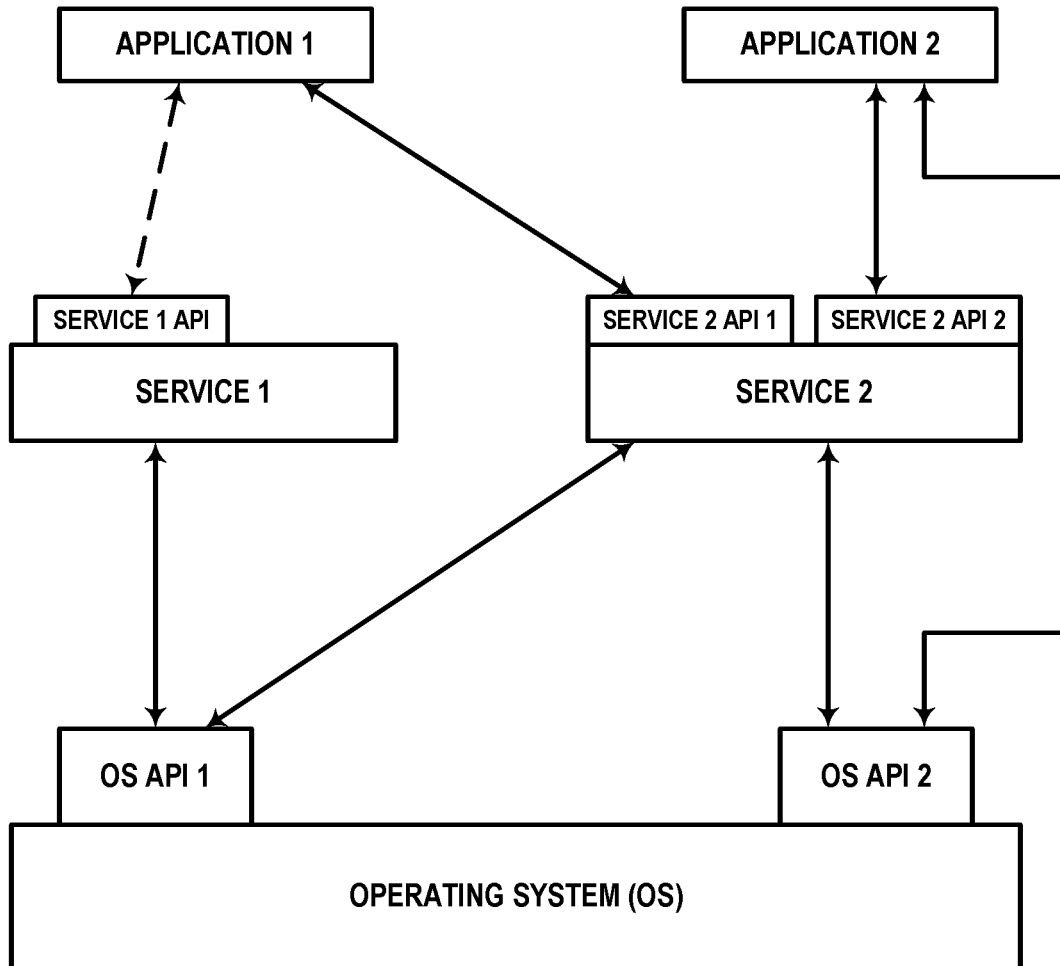 APPLICATION 1
APPLICATION 2
SERVICE 1 API
SERVICE 2 API 1
SERVICE 2 API 2
SERVICE 1
SERVICE 2
OS API 1
OS API 2
OPERATING SYSTEM (OS)